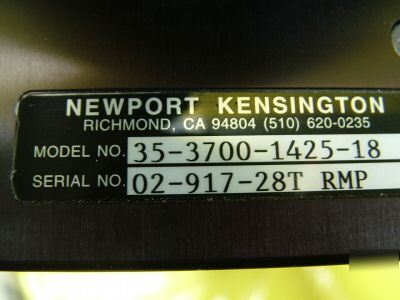 NEWPORT KENSINGTON
RICHMOND, CA 94804 (510) 620-0235
MODEL NO. 35-3700-1425-18
SERIAL NO. 02-917-28T RMP